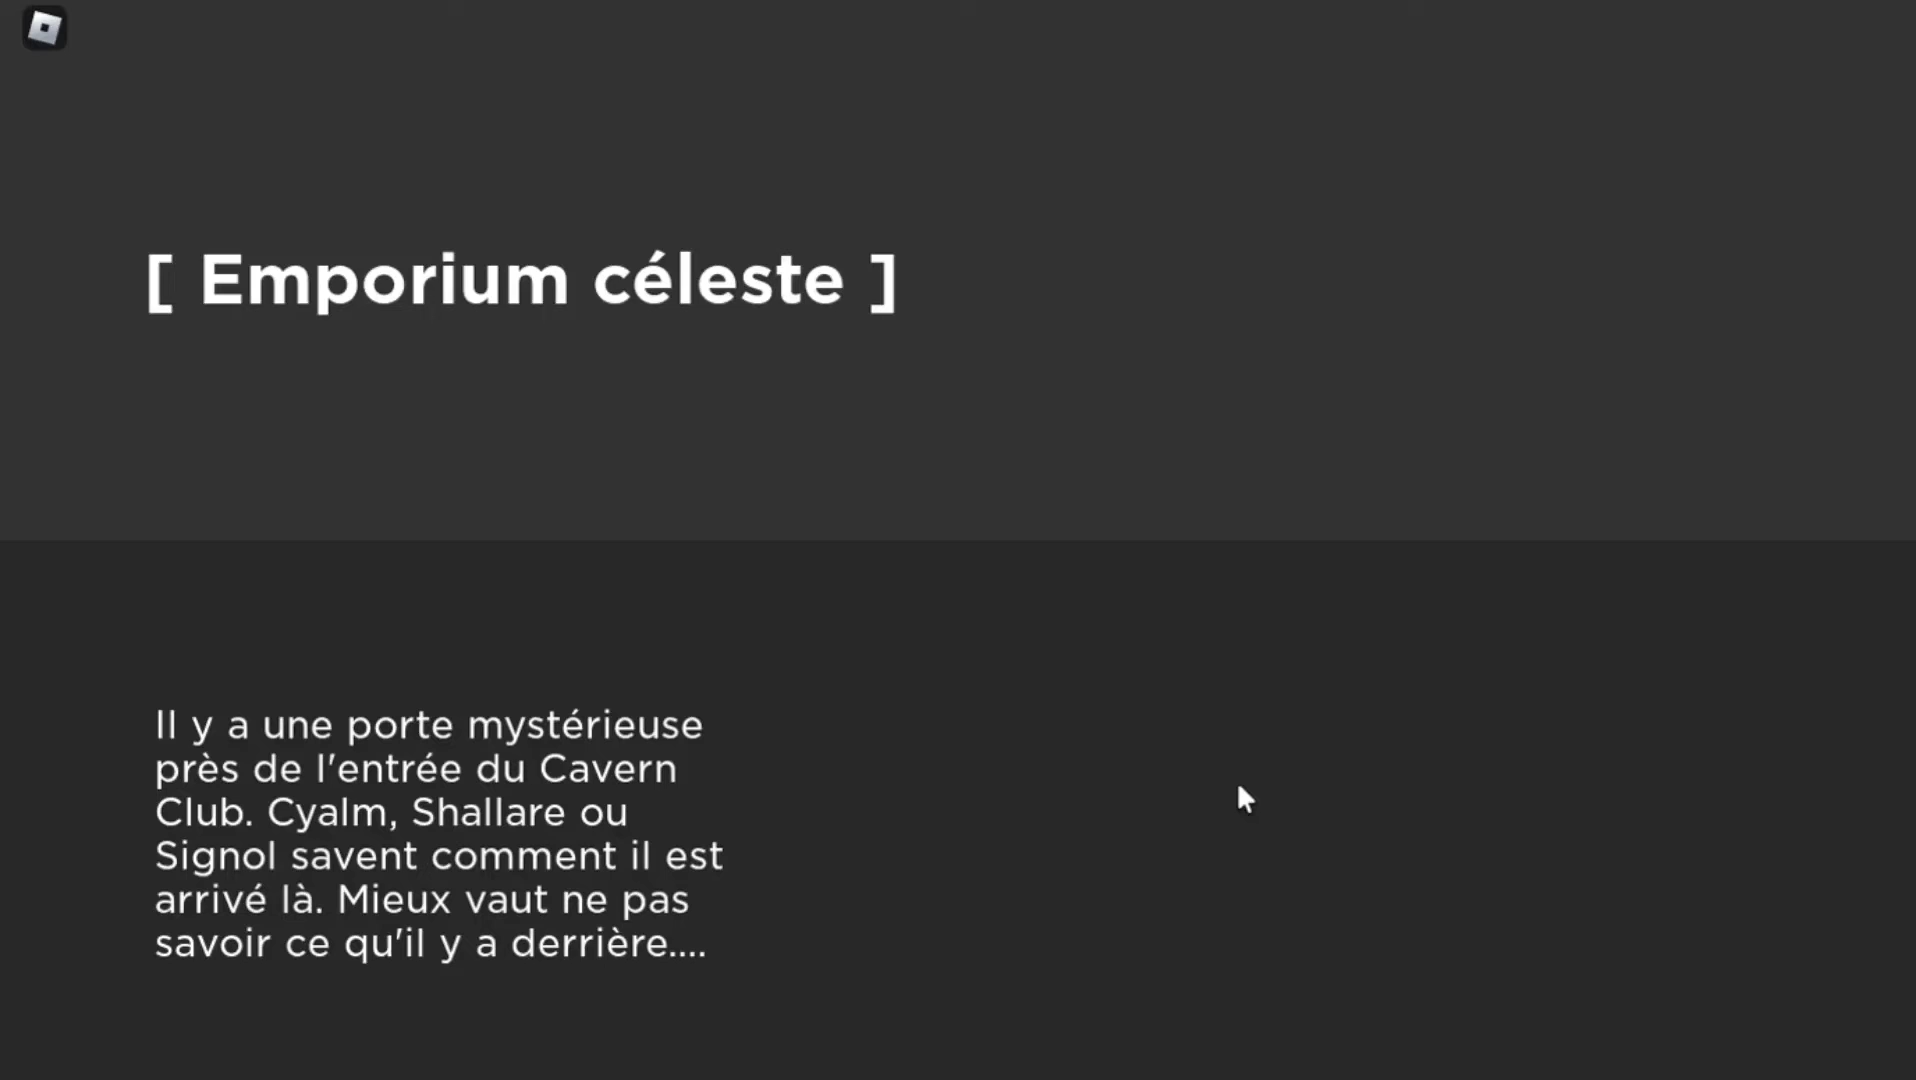 [ Emporium céleste ]
Il y a une porte mystérieuse
près de l'entrée du Cavern
Club. Cyalm, Shallare ou
Signol savent comment il est
arrivé là. Mieux vaut ne pas
savoir ce qu'il y a derrière....